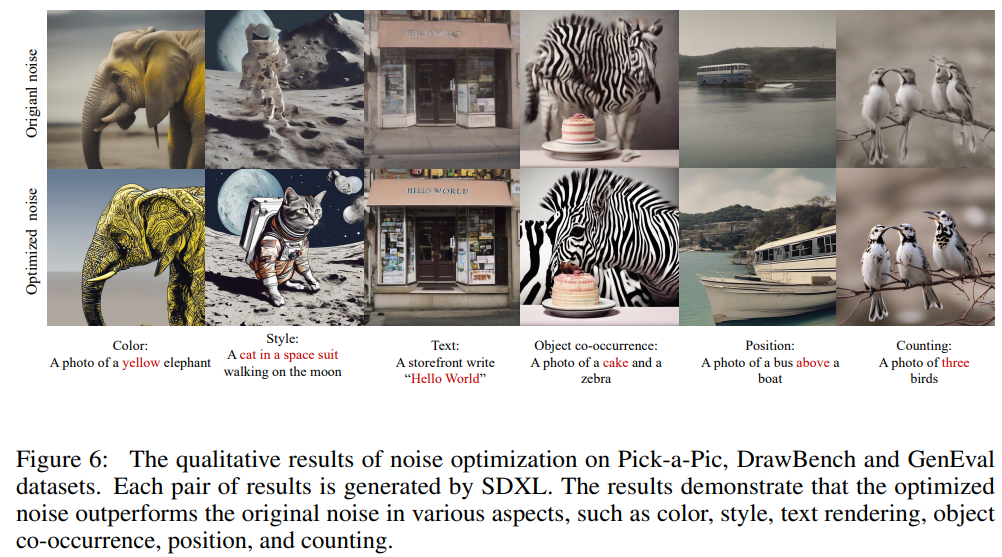 Origianl noise
Optimized noise
HELLO WORLD
Color:
A photo of a yellow elephant
Style:
A cat in a space suit
walking on the moon
Text:
A storefront write
“Hello World”
Object co-occurrence:
A photo of a cake and a
zebra
Position:
A photo of a bus above a
boat
Counting:
A photo of three
birds
Figure 6: The qualitative results of noise optimization on Pick-a-Pic, DrawBench and GenEval
datasets. Each pair of results is generated by SDXL. The results demonstrate that the optimized
noise outperforms the original noise in various aspects, such as color, style, text rendering, object
co-occurrence, position, and counting.